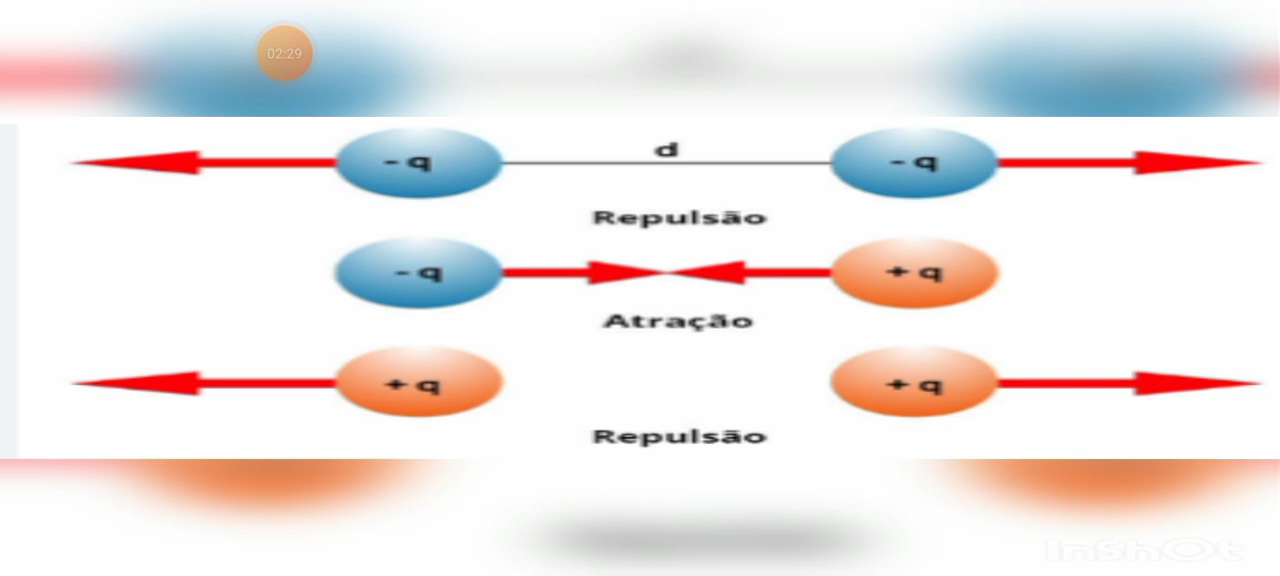 02:29
- q d - q
Repulsão
- q + q
Atração
+ q + q
Repulsão
InShOt